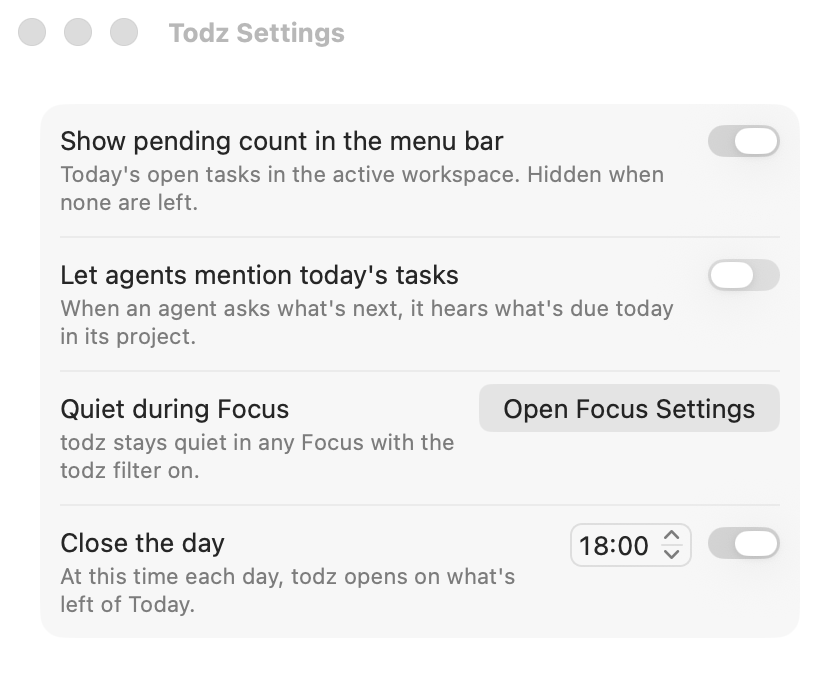 Todz Settings
Show pending count in the menu bar
Today's open tasks in the active workspace. Hidden when
none are left.
Let agents mention today's tasks
When an agent asks what's next, it hears what's due today
in its project.
Quiet during Focus
Open Focus Settings
todz stays quiet in any Focus with the
todz filter on.
Close the day
18:00
At this time each day, todz opens on what's
left of Today.